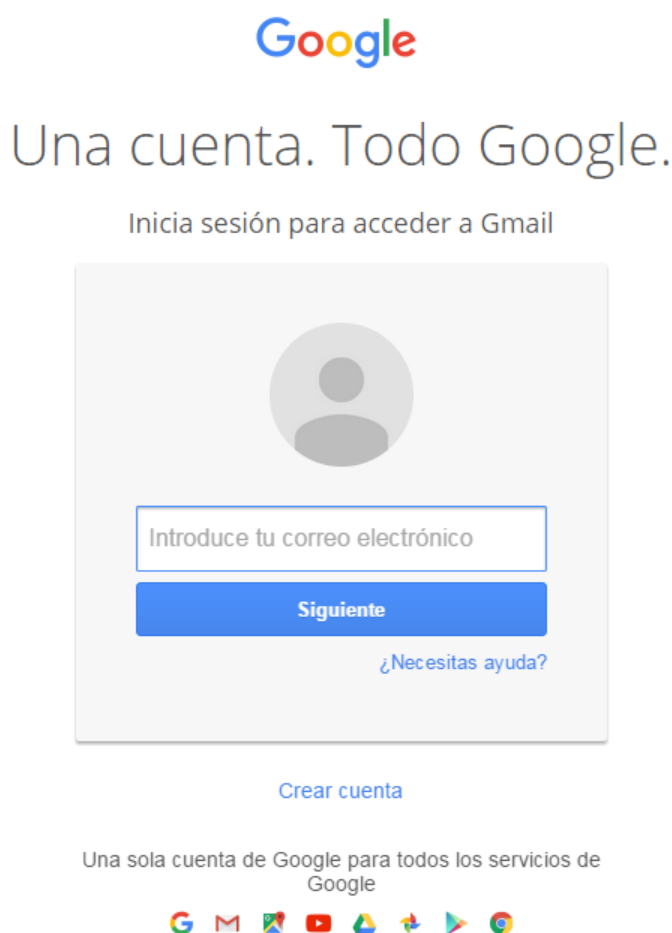 Google
Una cuenta. Todo Google.
Inicia sesión para acceder a Gmail
Introduce tu correo electrónico
Siguiente
¿Necesitas ayuda?
Crear cuenta
Una sola cuenta de Google para todos los servicios de
Google